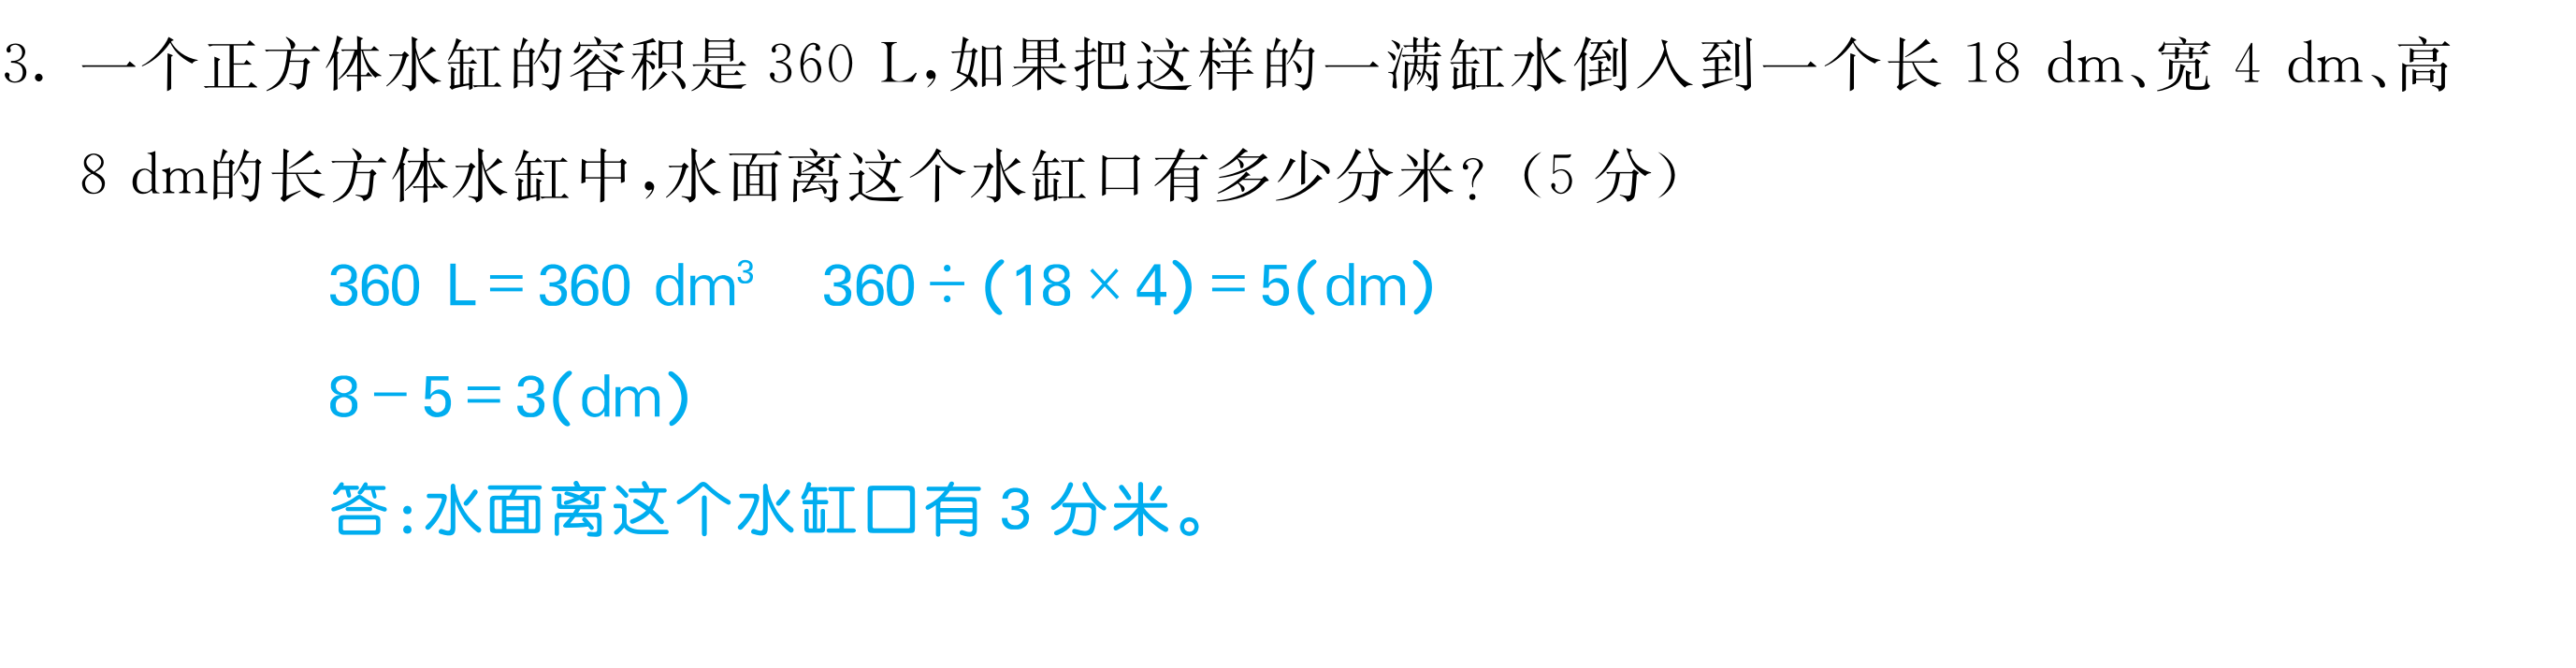 3. 一个正方体水缸的容积是 360 L,如果把这样的一满缸水倒入到一个长 18 dm、宽 4 dm、高
8 dm的长方体水缸中,水面离这个水缸口有多少分米?(5 分)
360 L=360 dm³ 360÷(18×4)=5(dm)
8-5=3(dm)
答:水面离这个水缸口有 3 分米。